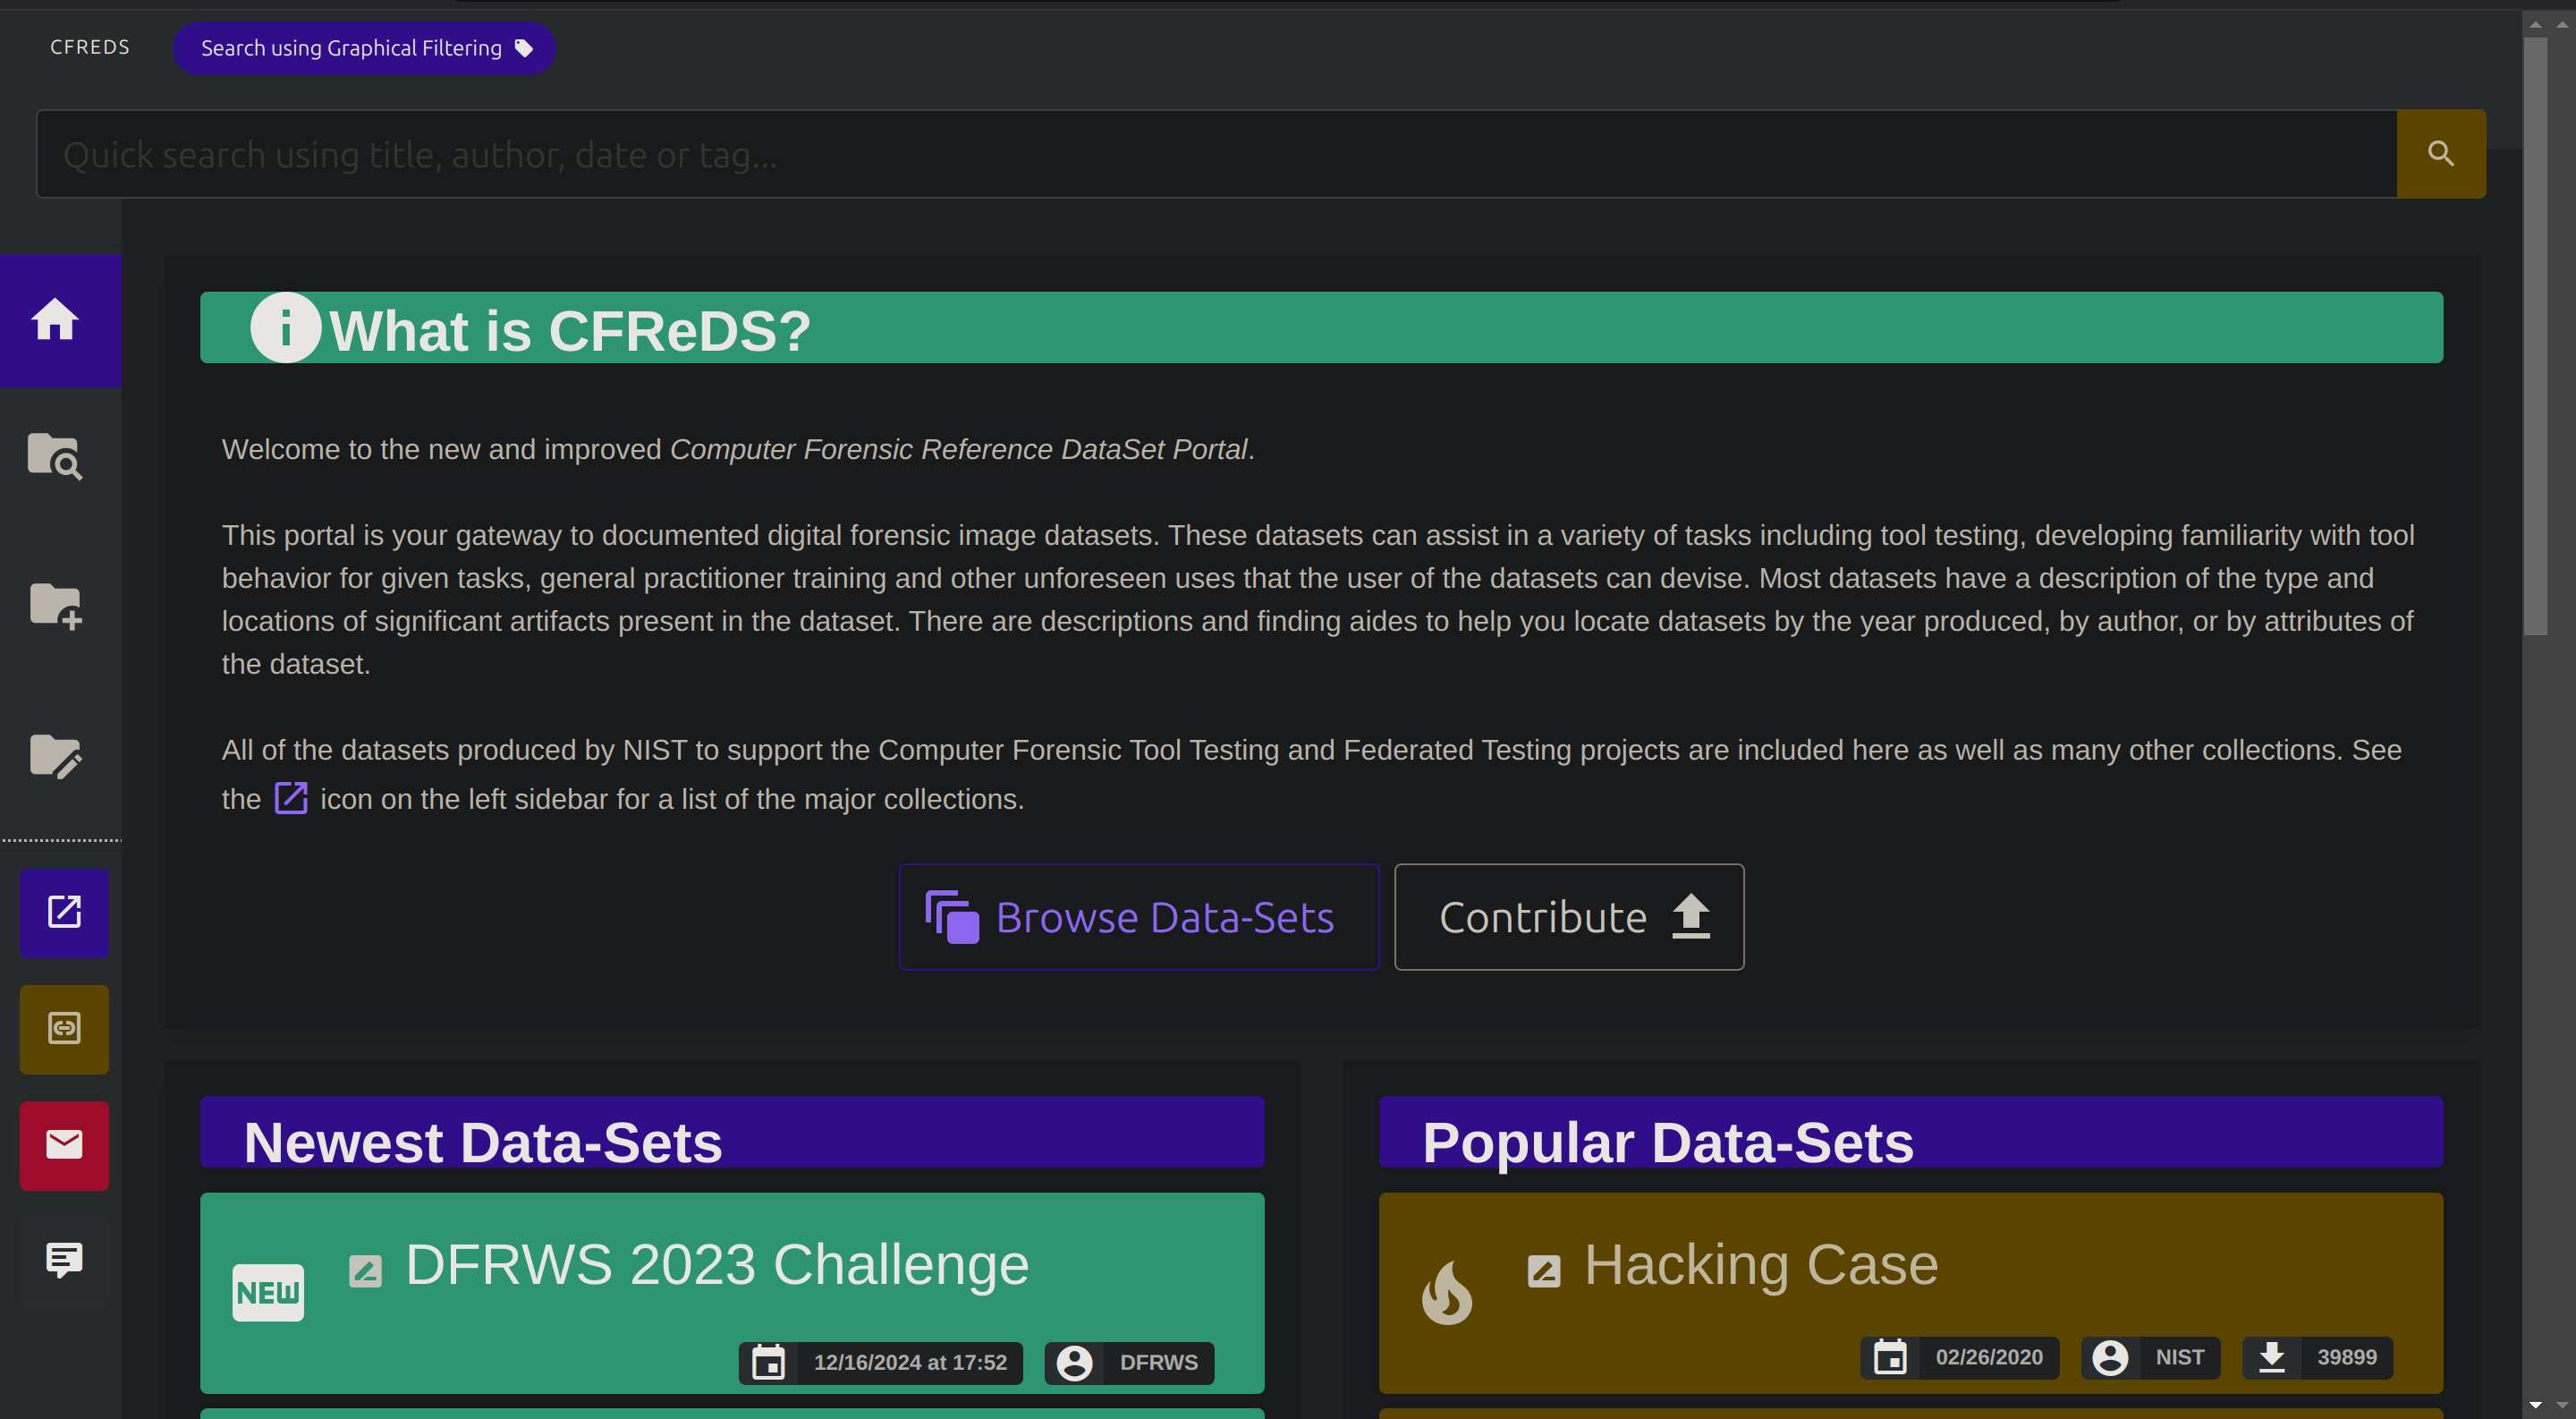 CFREDS
Search using Graphical Filtering
Quick search using title, author, date or tag...
What is CFReDS?
Welcome to the new and improved Computer Forensic Reference DataSet Portal.
This portal is your gateway to documented digital forensic image datasets. These datasets can assist in a variety of tasks including tool testing, developing familiarity with tool
behavior for given tasks, general practitioner training and other unforeseen uses that the user of the datasets can devise. Most datasets have a description of the type and
locations of significant artifacts present in the dataset. There are descriptions and finding aides to help you locate datasets by the year produced, by author, or by attributes of
the dataset.
All of the datasets produced by NIST to support the Computer Forensic Tool Testing and Federated Testing projects are included here as well as many other collections. See
the icon on the left sidebar for a list of the major collections.
Browse Data-Sets
Contribute
Newest Data-Sets
NEW
DFRWS 2023 Challenge
12/16/2024 at 17:52
DFRWS
Popular Data-Sets
Hacking Case
02/26/2020
NIST
39899